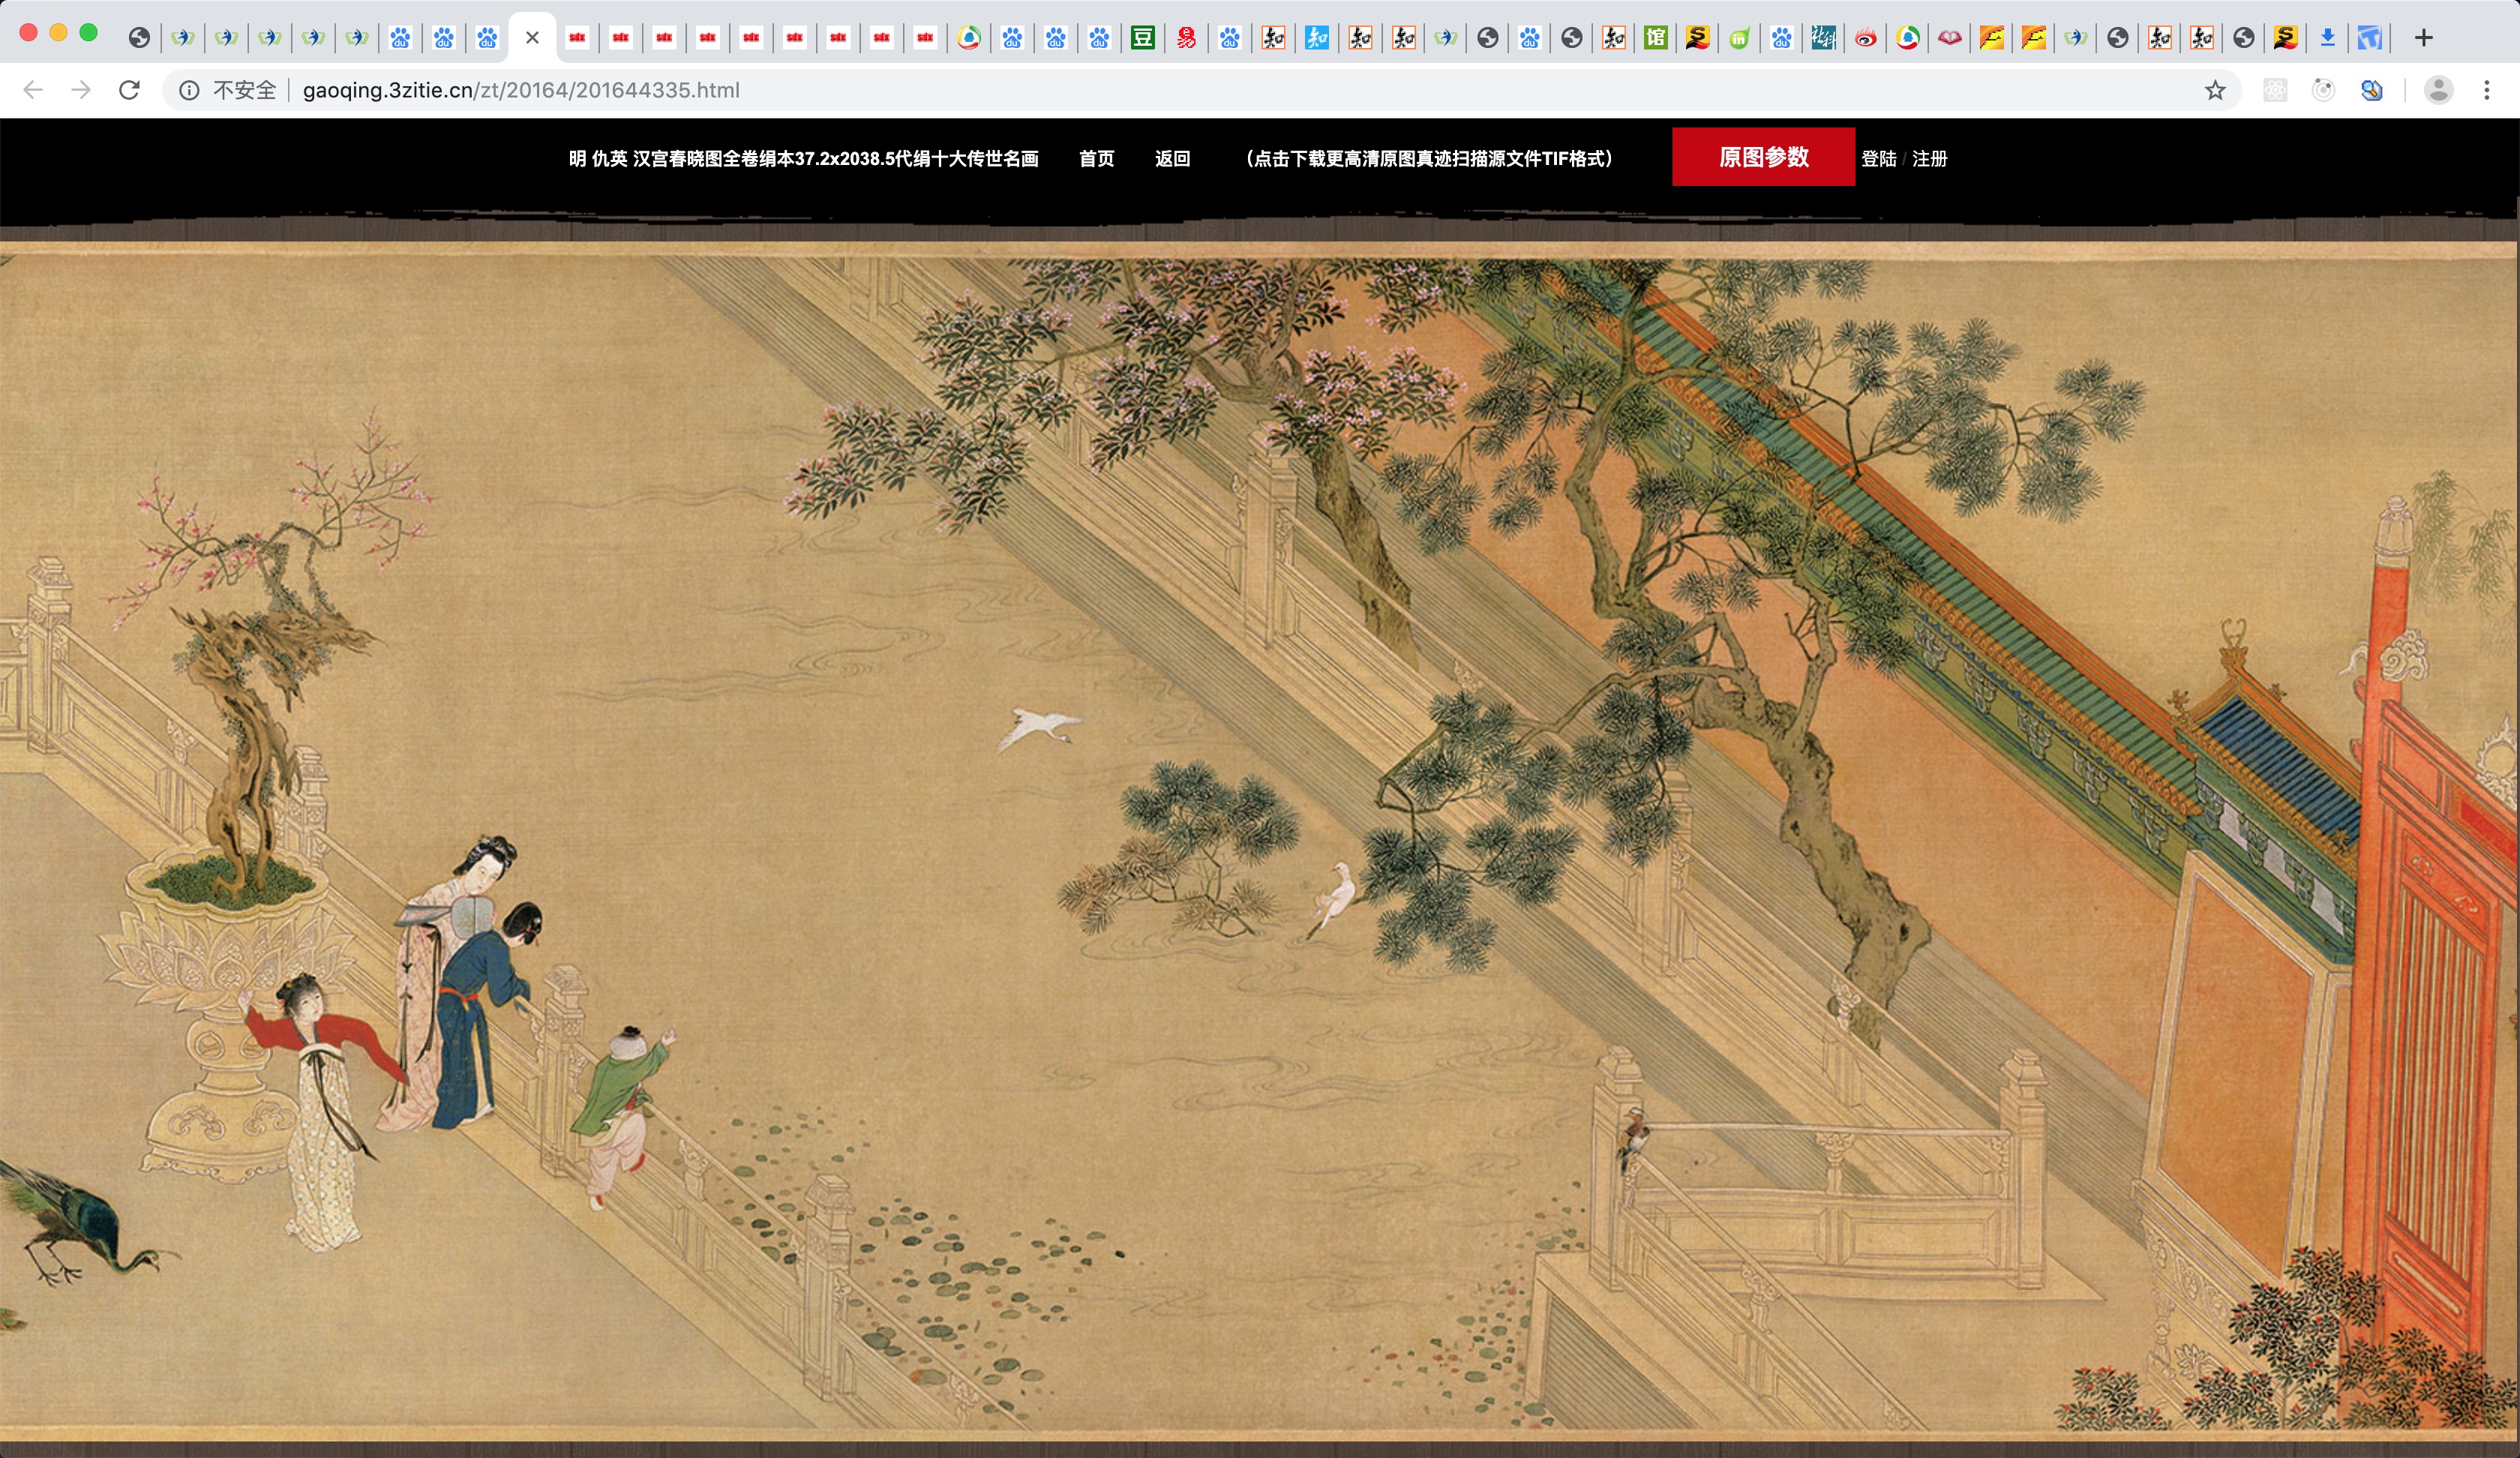 不安全 gaoqing.3zitie.cn/zt/20164/201644335.html
明 仇英 汉宫春晓图全卷绢本37.2x2038.5代绢十大传世名画 首页 返回 （点击下载更高清原图真迹扫描源文件TIF格式） 原图参数 登陆 / 注册